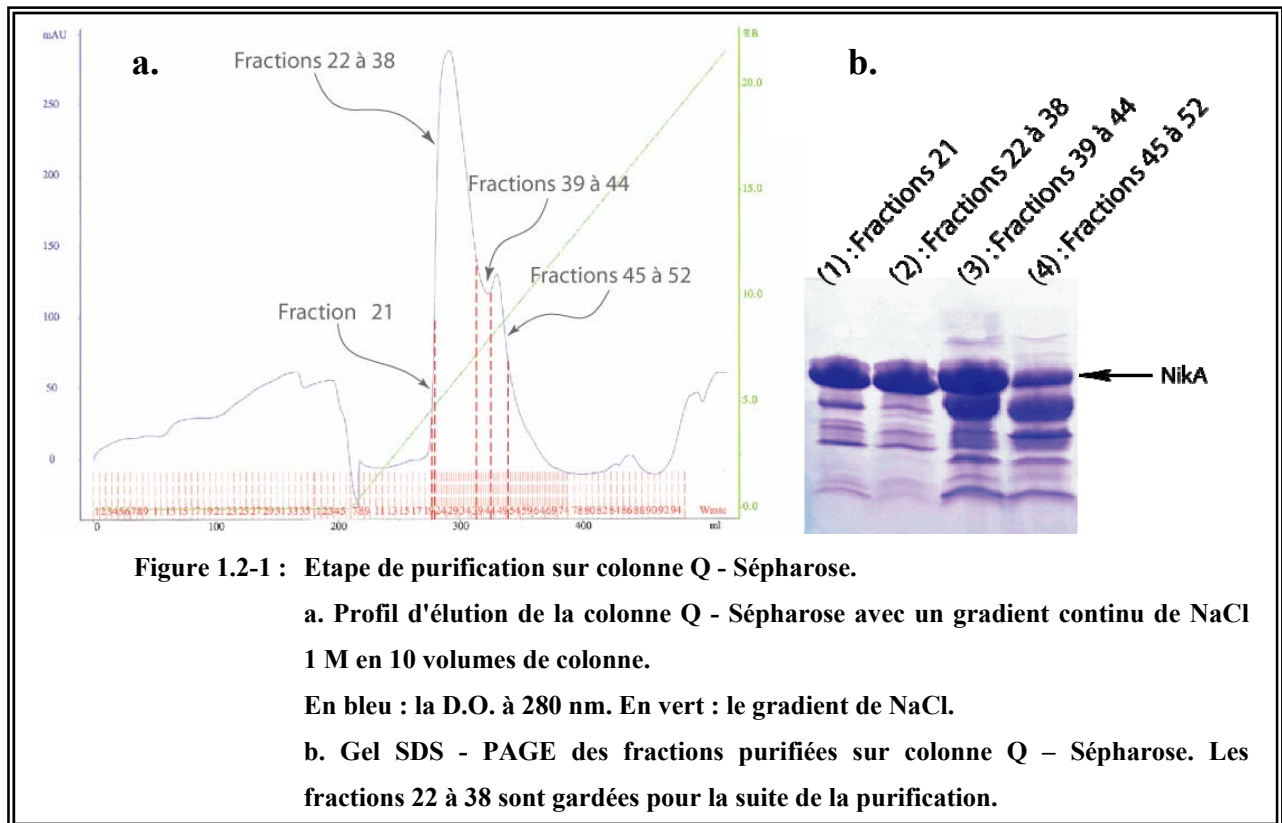 mAU
%B
a.
b.
Fractions 22 à 38
250
20.0
200
Fractions 39 à 44
15.0
150
Fractions 45 à 52
100
10.0
Fraction 21
50
5.0
0
0.0
Waste
0
100
200
300
400
ml
(1) : Fractions 21
(2) : Fractions 22 à 38
(3) : Fractions 39 à 44
(4) : Fractions 45 à 52
NikA
Figure 1.2-1 : Etape de purification sur colonne Q - Sépharose.
a. Profil d'élution de la colonne Q - Sépharose avec un gradient continu de NaCl
1 M en 10 volumes de colonne.
En bleu : la D.O. à 280 nm. En vert : le gradient de NaCl.
b. Gel SDS - PAGE des fractions purifiées sur colonne Q – Sépharose. Les
fractions 22 à 38 sont gardées pour la suite de la purification.